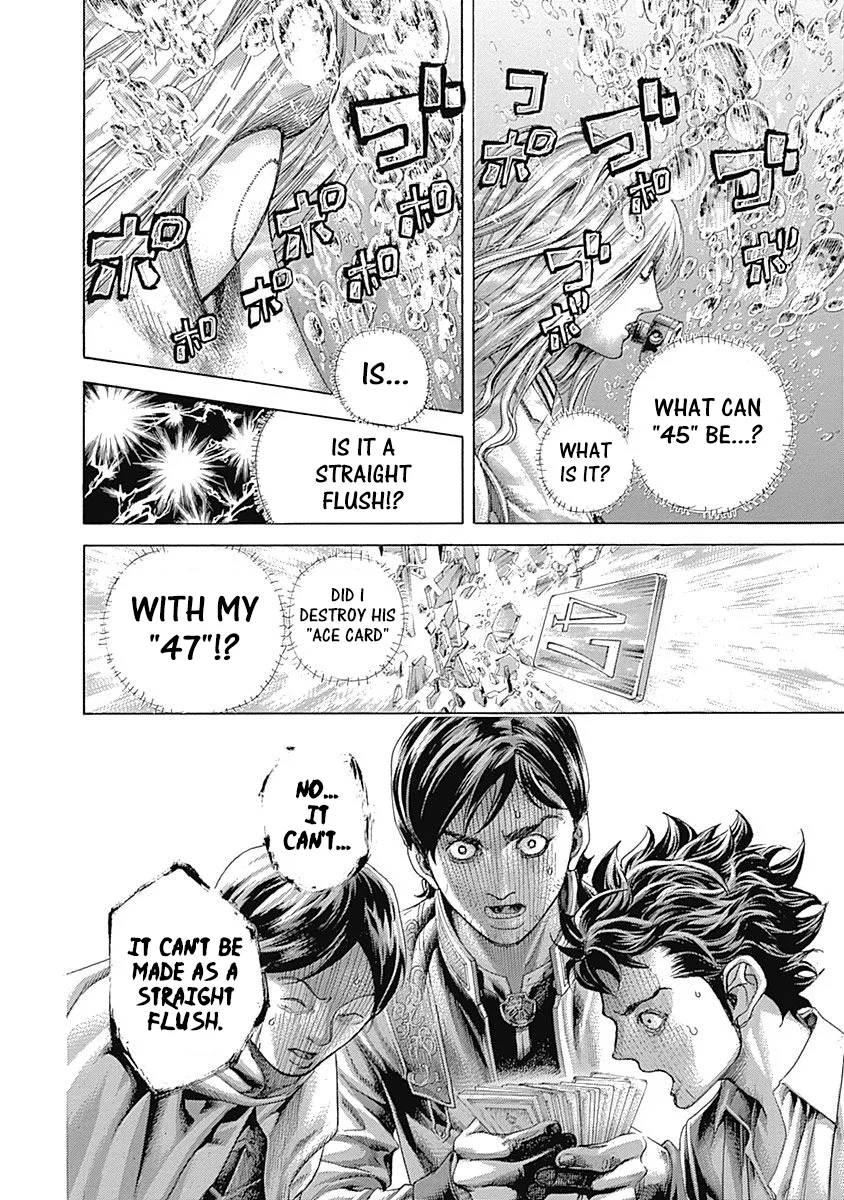 ゴ
ポ
ゴ
ボ
ゴ
ボ
WHAT CAN
"45" BE...?
WHAT
IS IT?
ゴ
ポ
ポ
ポ
ポ
ポ
ポ
IS...
IS IT A
STRAIGHT
FLUSH!?
47
DID I
DESTROY HIS
"ACE CARD"
WITH MY
"47"!?
NO...
IT
CAN'T...
IT CAN'T BE
MADE AS A
STRAIGHT
FLUSH.